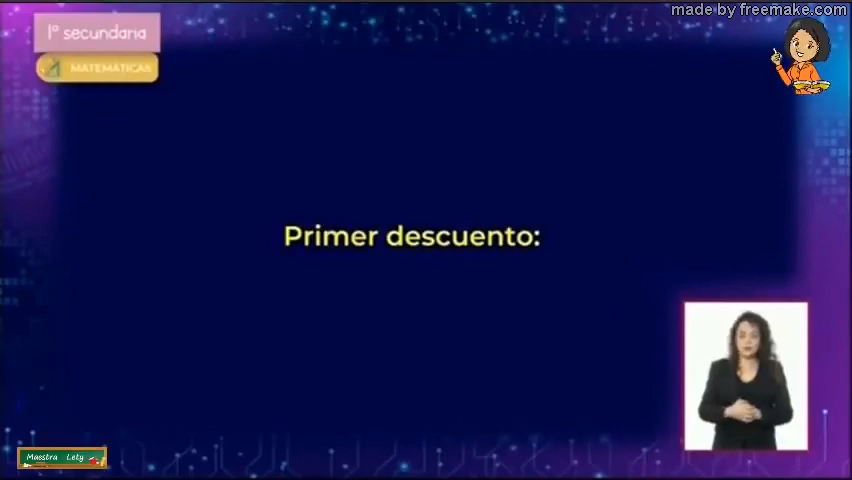 made by freemake.com
1° secundaria
MATEMÁTICAS
Primer descuento:
Maestra Lety